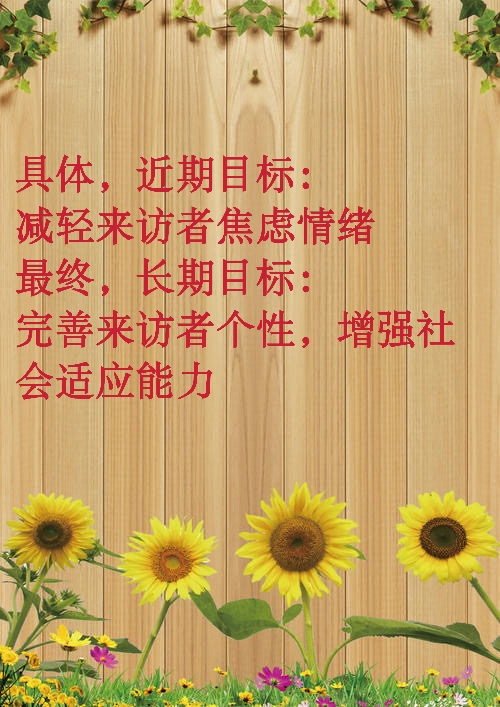 具体，近期目标：
减轻来访者焦虑情绪
最终，长期目标：
完善来访者个性，增强社
会适应能力